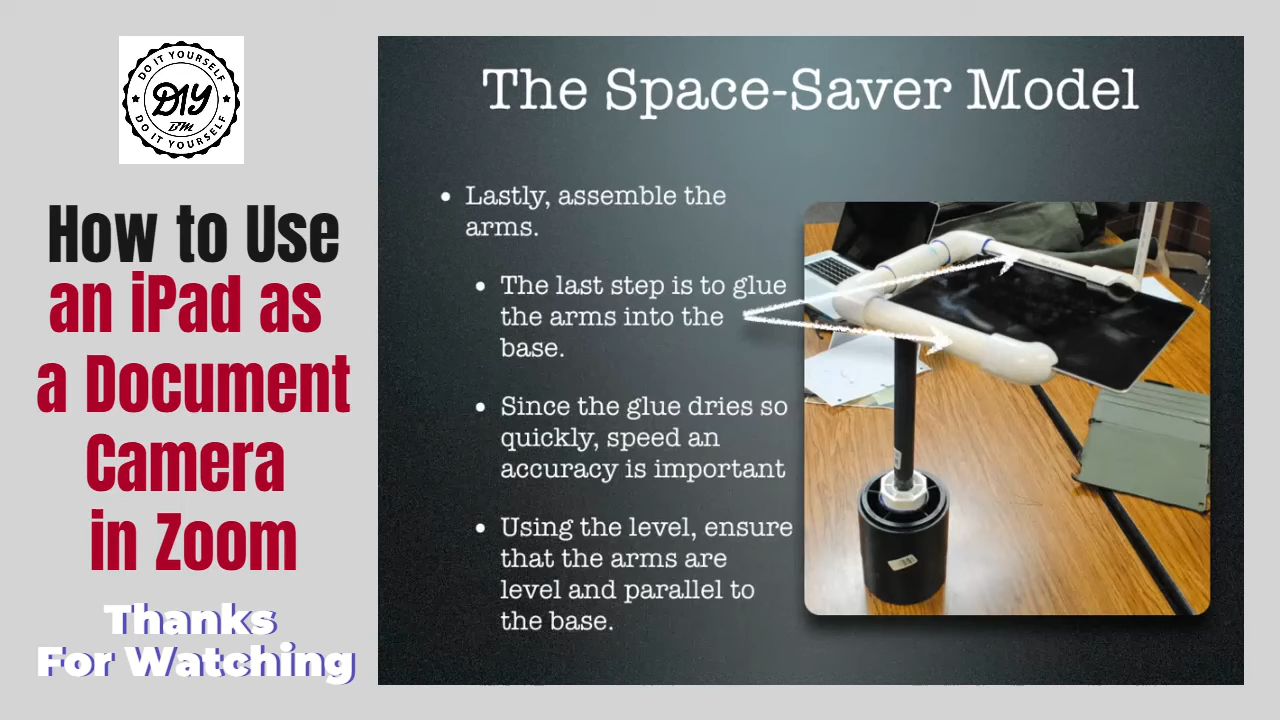 DO IT YOURSELF
DIY
BM
DO IT YOURSELF
How to Use
an iPad as
a Document
Camera
in Zoom
Thanks
For Watching
The Space-Saver Model
• Lastly, assemble the
arms.
• The last step is to glue
the arms into the
base.
• Since the glue dries so
quickly, speed an
accuracy is important
• Using the level, ensure
that the arms are
level and parallel to
the base.